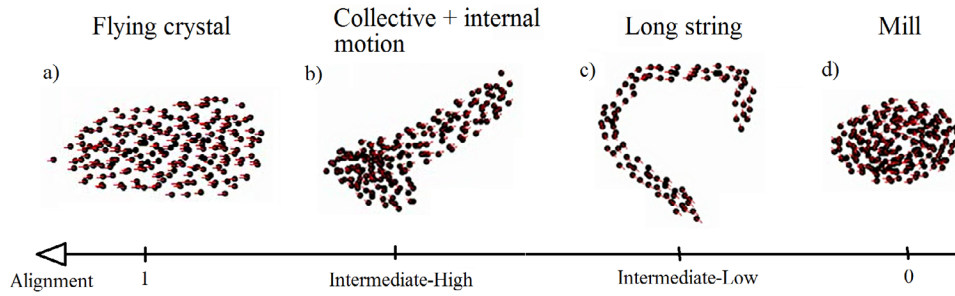 Flying crystal
Collective + internal
motion
Long string
Mill
a)
b)
c)
d)
Alignment
1
Intermediate-High
Intermediate-Low
0